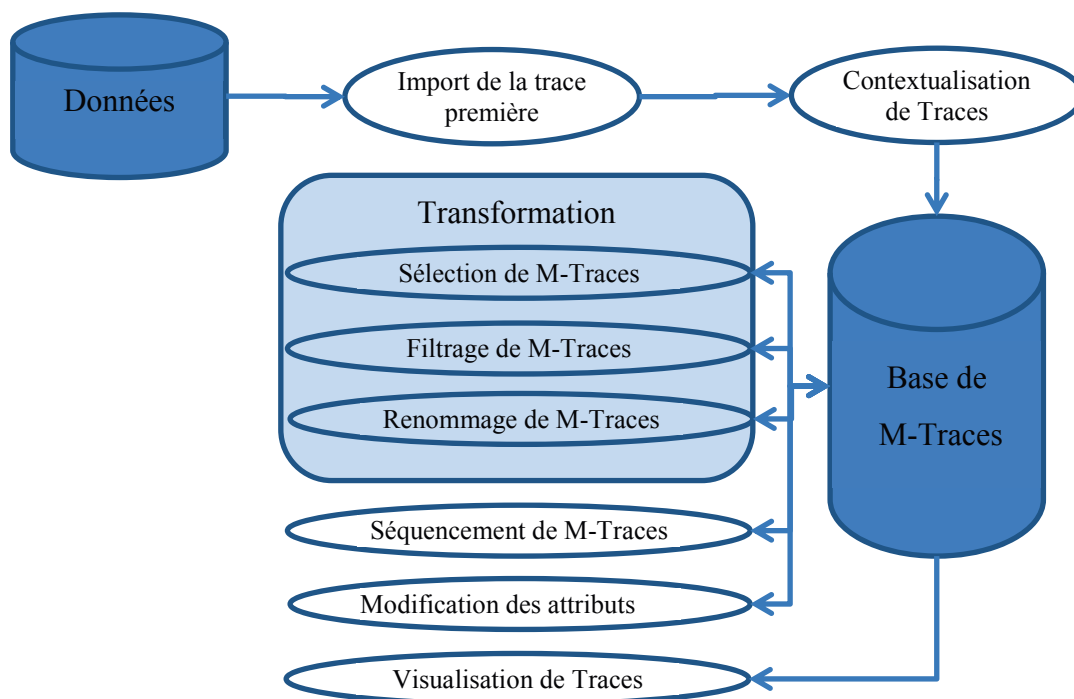 Données
Import de la trace
première
Contextualisation
de Traces
Transformation
Sélection de M-Traces
Filtrage de M-Traces
Renommage de M-Traces
Base de
M-Traces
Séquencement de M-Traces
Modification des attributs
Visualisation de Traces